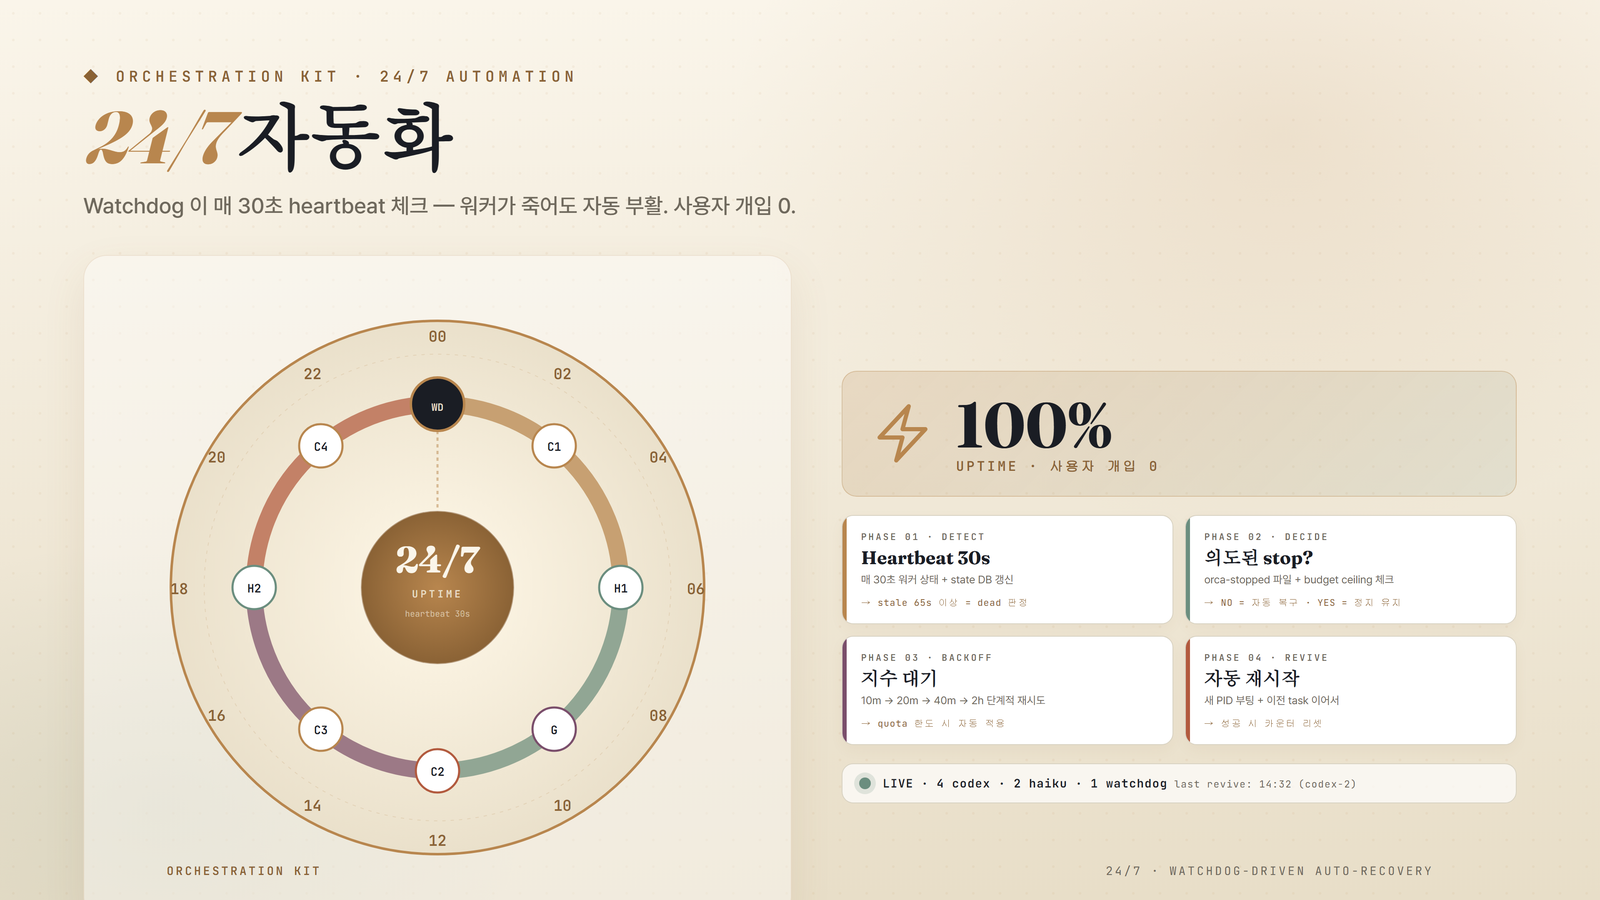 ◆ ORCHESTRATION KIT · 24/7 AUTOMATION
24/7자동화
Watchdog 이 매 30초 heartbeat 체크 — 워커가 죽어도 자동 부활. 사용자 개입 0.
00
22
02
WD
C4
C1
20
04
24/7
UPTIME
heartbeat 30s
18
H2
H1
06
16
C3
G
08
C2
14
10
12
ORCHESTRATION KIT
100%
UPTIME · 사용자 개입 0
PHASE 01 · DETECT
Heartbeat 30s
매 30초 워커 상태 + state DB 갱신
→ stale 65s 이상 = dead 판정
PHASE 02 · DECIDE
의도된 stop?
orca-stopped 파일 + budget ceiling 체크
→ NO = 자동 복구 · YES = 정지 유지
PHASE 03 · BACKOFF
지수 대기
10m → 20m → 40m → 2h 단계적 재시도
→ quota 한도 시 자동 적용
PHASE 04 · REVIVE
자동 재시작
새 PID 부팅 + 이전 task 이어서
→ 성공 시 카운터 리셋
LIVE · 4 codex · 2 haiku · 1 watchdog last revive: 14:32 (codex-2)
24/7 · WATCHDOG-DRIVEN AUTO-RECOVERY